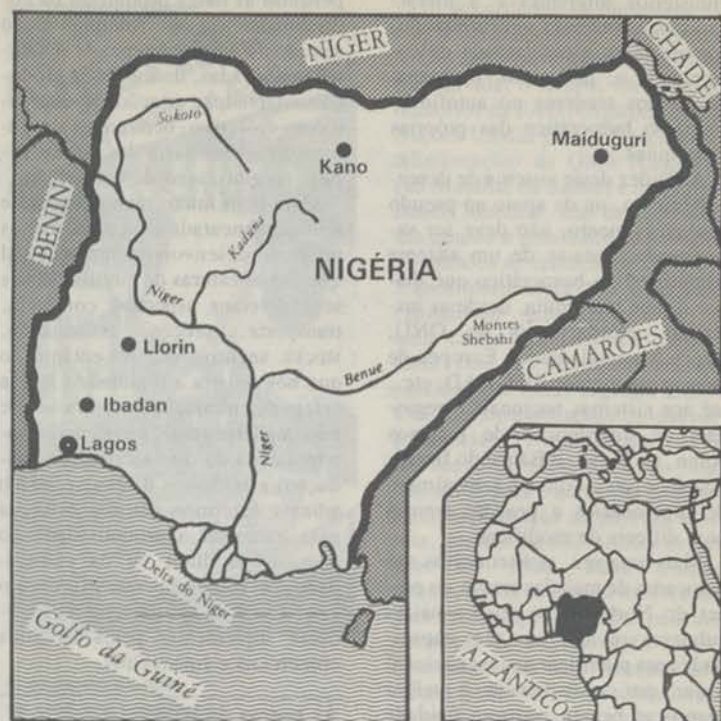 NIGER
CHADE
Sokoto
Kano
Maiduguri
BENIN
Kaduna
NIGÉRIA
Niger
Montes
Shebshi
Llorin
Benue
CAMARÕES
Ibadan
Niger
Lagos
Delta do Niger
Golfo da Guiné
ATLÂNTICO